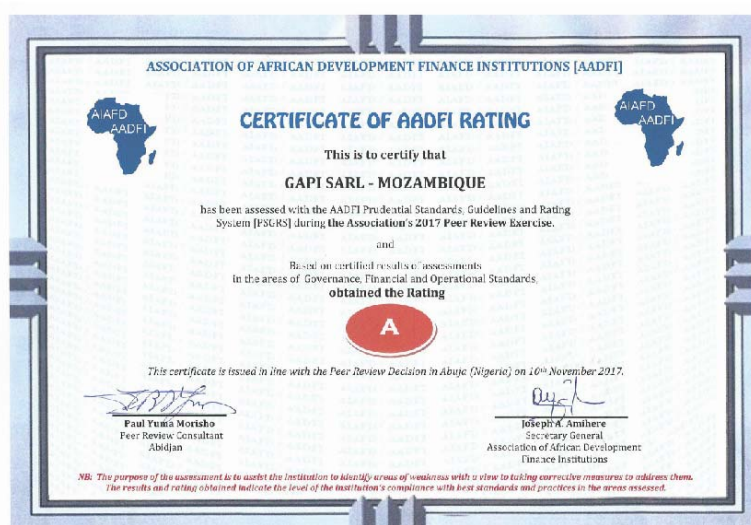 ASSOCIATION OF AFRICAN DEVELOPMENT FINANCE INSTITUTIONS [AADFI]
AIAFD
AADFI
AIAFD
AADFI
CERTIFICATE OF AADFI RATING
This is to certify that
GAPI SARL - MOZAMBIQUE
has been assessed with the AADFI Prudential Standards, Guidelines and Rating
System [PSGRS] during the Association's 2017 Peer Review Exercise.
and
Based on certified results of assessments
in the areas of Governance, Financial and Operational Standards,
obtained the Rating
A
This certificate is issued in line with the Peer Review Decision in Abuja (Nigeria) on 10th November 2017.
Paul Yuma Morisho
Peer Review Consultant
Abidjan
Joseph A. Amihere
Secretary General
Association of African Development
Finance Institutions
NB: The purpose of the assessment is to assist the institution to identify areas of weakness with a view to taking corrective measures to address them.
The results and rating obtained indicate the level of the institution's compliance with best standards and practices in the areas assessed.